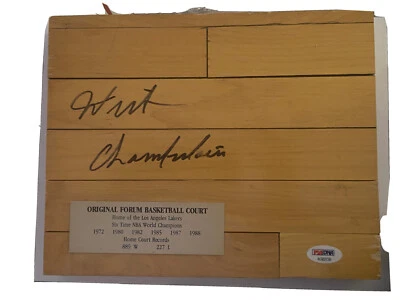 Wilt
Chamberlain
ORIGINAL FORUM BASKETBALL COURT
Home of the Los Angeles Lakers
Six Time NBA World Champions
1972 1980 1982 1985 1987 1988
Home Court Records
PSA/DNA